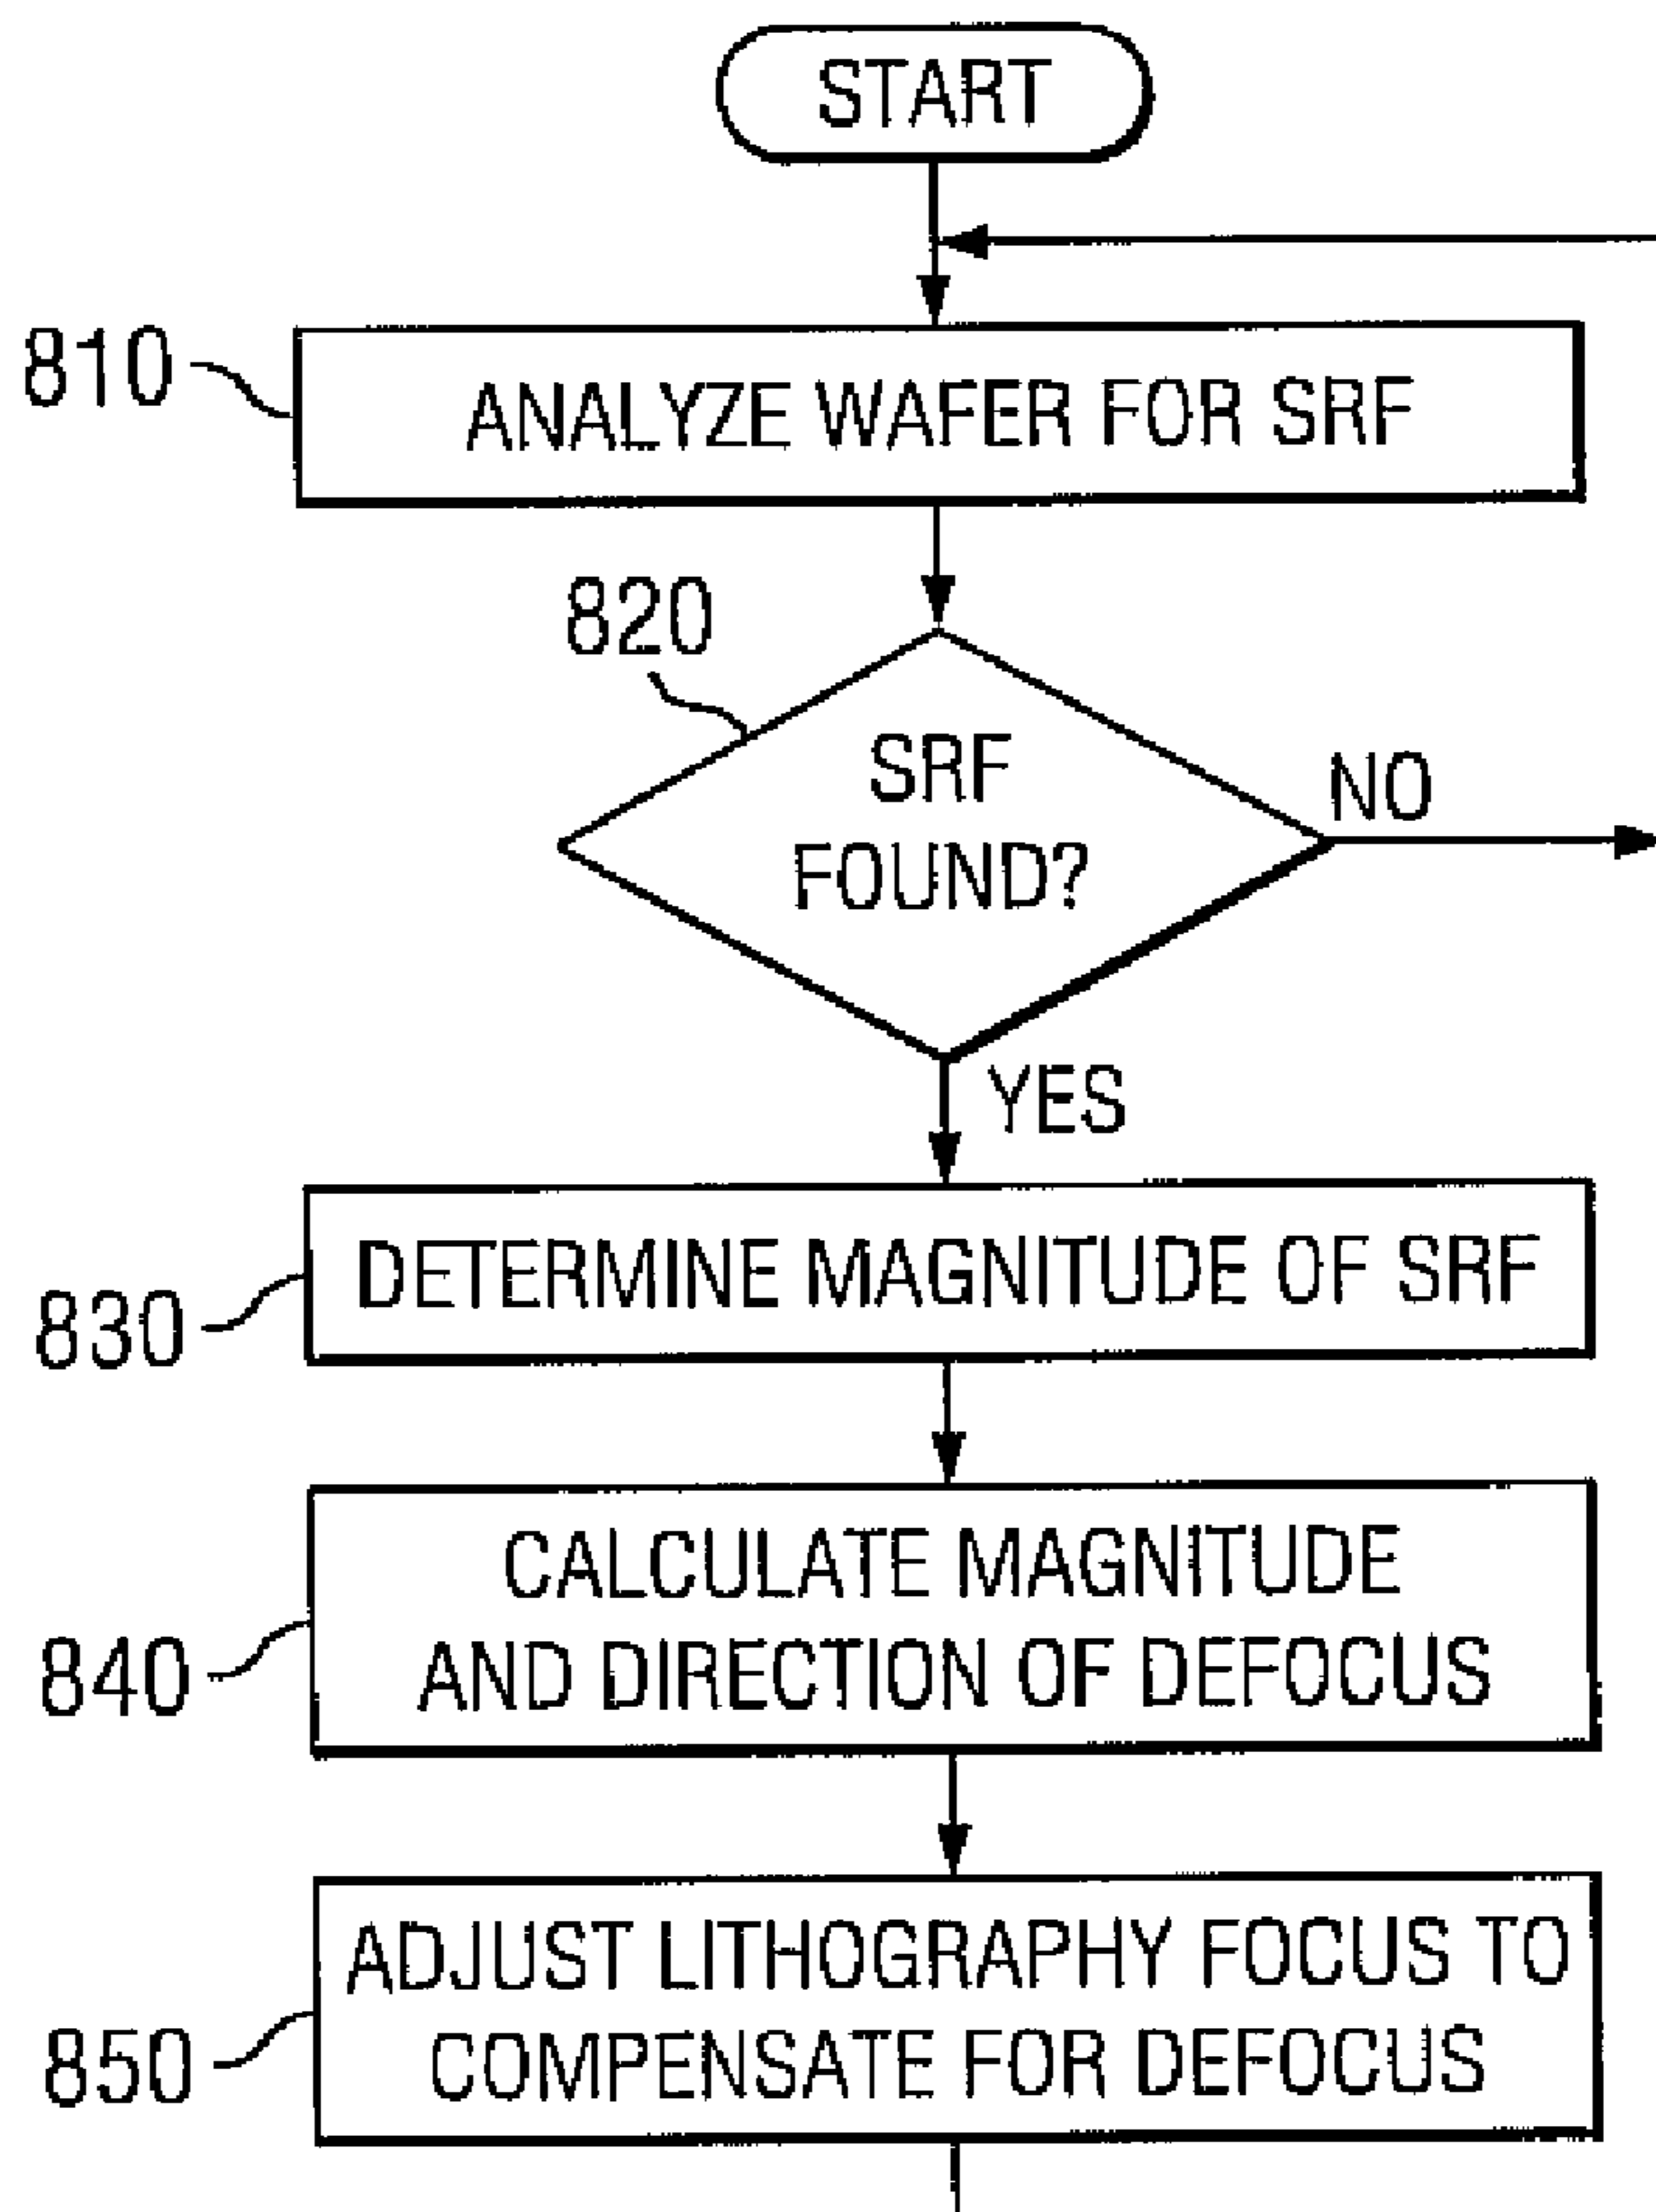 START
810
ANALYZE WAFER FOR SRF
820
SRF
FOUND?
NO
YES
830
DETERMINE MAGNITUDE OF SRF
840
CALCULATE MAGNITUDE
AND DIRECTION OF DEFOCUS
850
ADJUST LITHOGRAPHY FOCUS TO
COMPENSATE FOR DEFOCUS